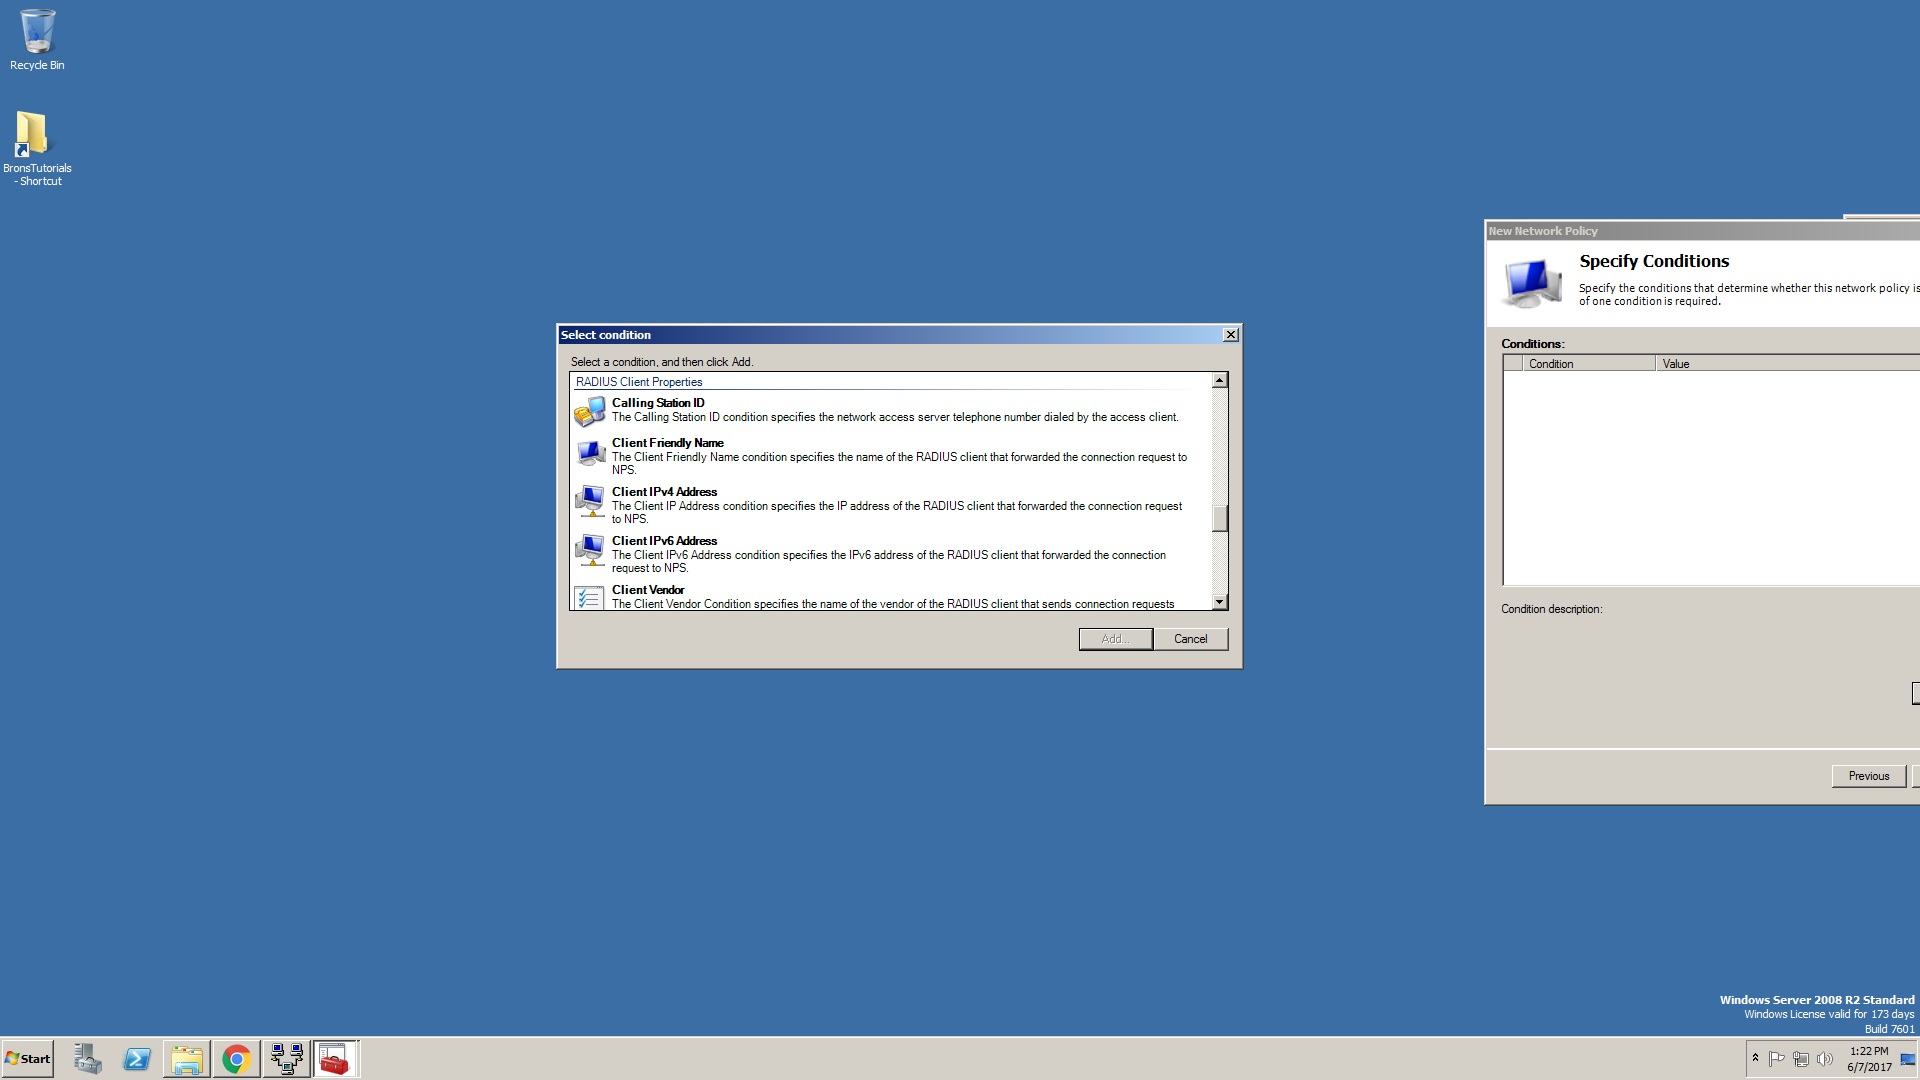 Recycle Bin
BronsTutorials
- Shortcut
New Network Policy
Specify Conditions
Specify the conditions that determine whether this network policy is
of one condition is required.
Conditions:
Condition
Value
Condition description:
Previous
Select condition
Select a condition, and then click Add.
RADIUS Client Properties
Calling Station ID
The Calling Station ID condition specifies the network access server telephone number dialed by the access client.
Client Friendly Name
The Client Friendly Name condition specifies the name of the RADIUS client that forwarded the connection request to
NPS.
Client IPv4 Address
The Client IP Address condition specifies the IP address of the RADIUS client that forwarded the connection request
to NPS.
Client IPv6 Address
The Client IPv6 Address condition specifies the IPv6 address of the RADIUS client that forwarded the connection
request to NPS.
Client Vendor
The Client Vendor Condition specifies the name of the vendor of the RADIUS client that sends connection requests
Add...
Cancel
Windows Server 2008 R2 Standard
Windows License valid for 173 days
Build 7601
Start
1:22 PM
6/7/2017